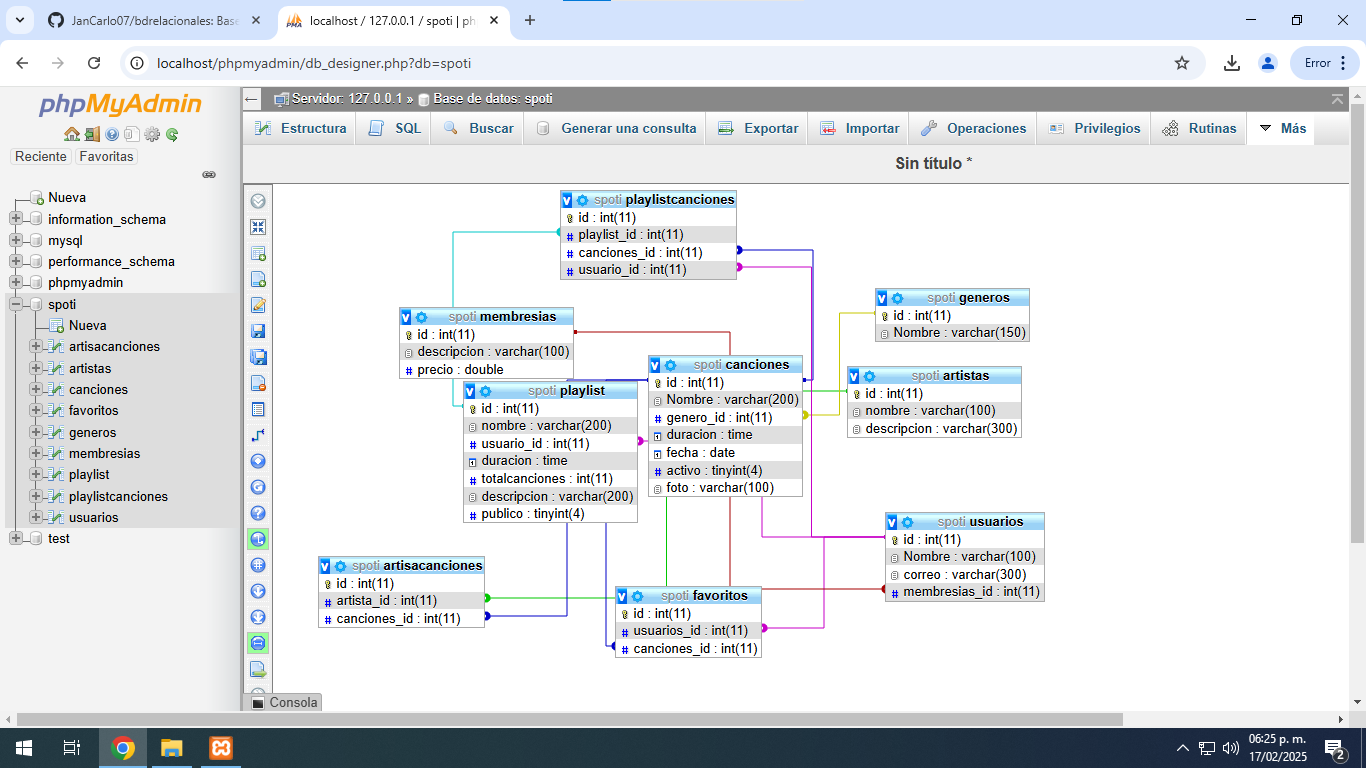 JanCarlo07/bdrelacionales: Base
localhost / 127.0.0.1 / spoti | ph
localhost/phpmyadmin/db_designer.php?db=spoti
Error
phpMyAdmin
Reciente
Favoritas
Nueva
information_schema
mysql
performance_schema
phpmyadmin
spoti
Nueva
artisacanciones
artistas
canciones
favoritos
generos
membresias
playlist
playlistcanciones
usuarios
test
Servidor: 127.0.0.1 » Base de datos: spoti
Estructura SQL Buscar Generar una consulta Exportar Importar Operaciones Privilegios Rutinas Más
Sin título *
spoti playlistcanciones
id : int(11)
playlist_id : int(11)
canciones_id : int(11)
usuario_id : int(11)
spoti generos
id : int(11)
Nombre : varchar(150)
spoti membresias
id : int(11)
descripcion : varchar(100)
precio : double
spoti canciones
id : int(11)
Nombre : varchar(200)
genero_id : int(11)
duracion : time
fecha : date
activo : tinyint(4)
foto : varchar(100)
spoti artistas
id : int(11)
nombre : varchar(100)
descripcion : varchar(300)
spoti playlist
id : int(11)
nombre : varchar(200)
usuario_id : int(11)
duracion : time
totalcanciones : int(11)
descripcion : varchar(200)
publico : tinyint(4)
spoti usuarios
id : int(11)
Nombre : varchar(100)
correo : varchar(300)
membresias_id : int(11)
spoti artisacanciones
id : int(11)
artista_id : int(11)
canciones_id : int(11)
spoti favoritos
id : int(11)
usuarios_id : int(11)
canciones_id : int(11)
Consola
06:25 p. m.
17/02/2025
2